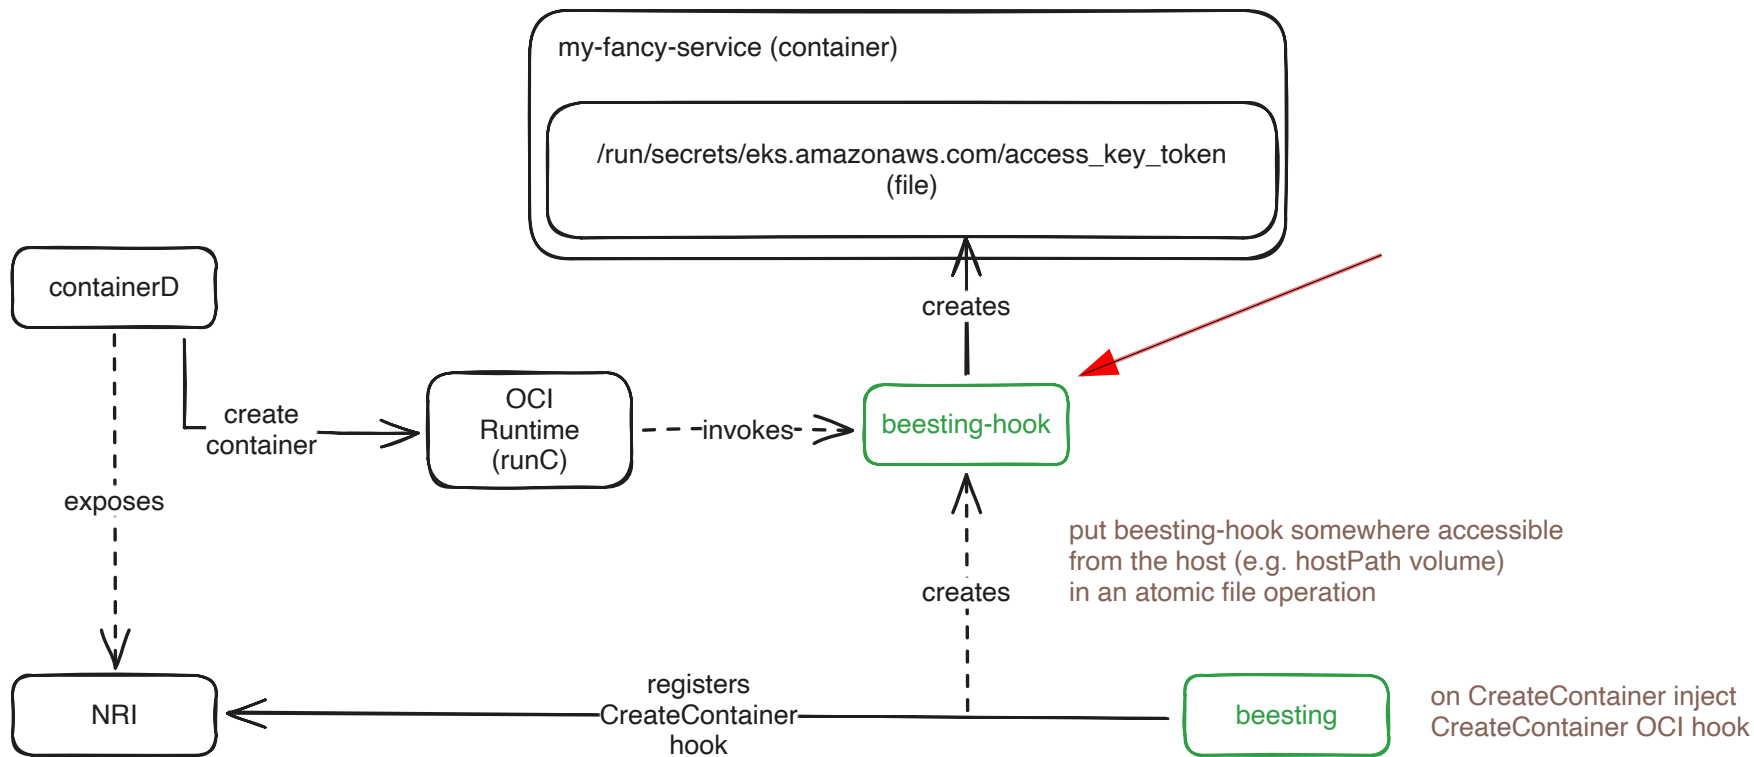 my-fancy-service (container)
/run/secrets/eks.amazonaws.com/access_key_token
(file)
containerD
creates
create
container
OCI
Runtime
(runC)
invokes
beesting-hook
exposes
put beesting-hook somewhere accessible
from the host (e.g. hostPath volume)
in an atomic file operation
creates
NRI
registers
CreateContainer
hook
beesting
on CreateContainer inject
CreateContainer OCI hook